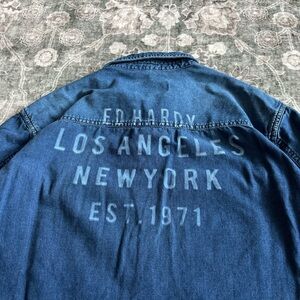 ED HARDY
LOS ANGELES
NEW YORK
EST. 1971